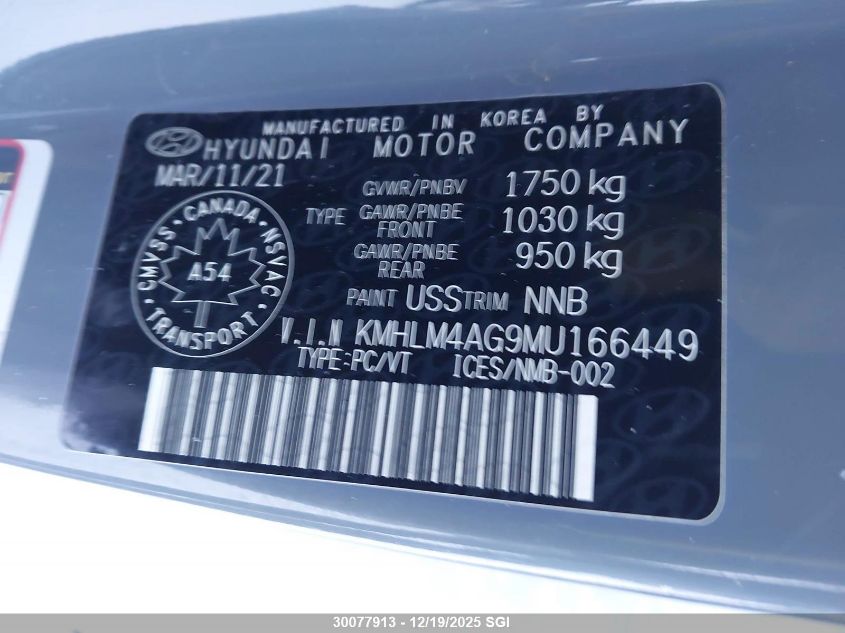 MANUFACTURED IN KOREA BY
HYUNDAI MOTOR COMPANY
MAR/11/21
GVWR/PNBV 1750 kg
TYPE GAWR/PNBE FRONT 1030 kg
GAWR/PNBE REAR 950 kg
CMVSS · CANADA · NSVAC
A54
TRANSPORT
PAINT USS TRIM NNB
V.I.N KMHLM4AG9MU166449
TYPE:PC/VT ICES/NMB-002
30077913 - 12/19/2025 SGI